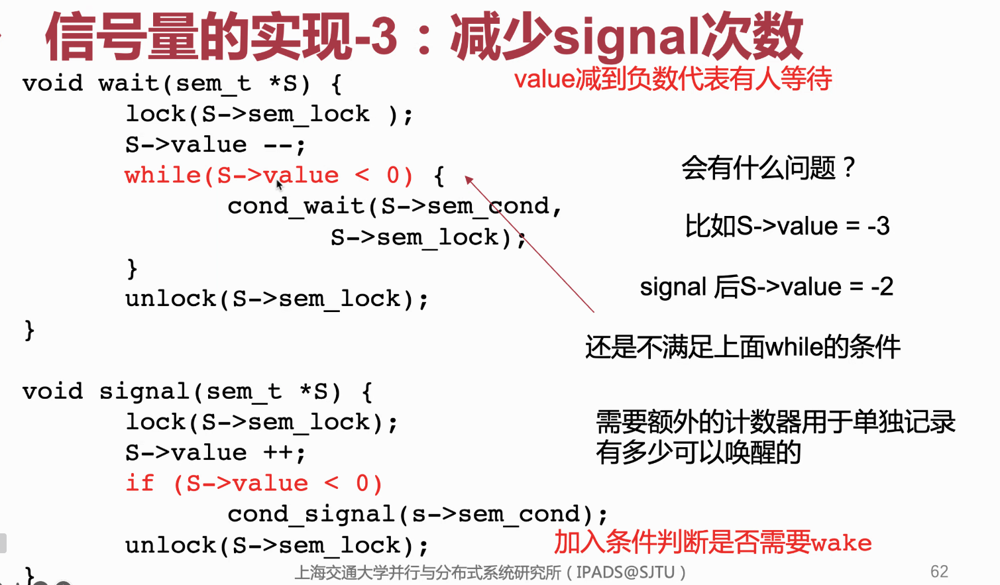 信号量的实现-3：减少signal次数
value减到负数代表有人等待
void wait(sem_t *S) {
lock(S->sem_lock );
S->value --;
while(S->value < 0) {
cond_wait(S->sem_cond,
S->sem_lock);
}
unlock(S->sem_lock);
}
会有什么问题？
比如S->value = -3
signal 后S->value = -2
还是不满足上面while的条件
需要额外的计数器用于单独记录
有多少可以唤醒的
void signal(sem_t *S) {
lock(S->sem_lock);
S->value ++;
if (S->value < 0)
cond_signal(s->sem_cond);
unlock(S->sem_lock);
}
加入条件判断是否需要wake
上海交通大学并行与分布式系统研究所（IPADS@SJTU）
62